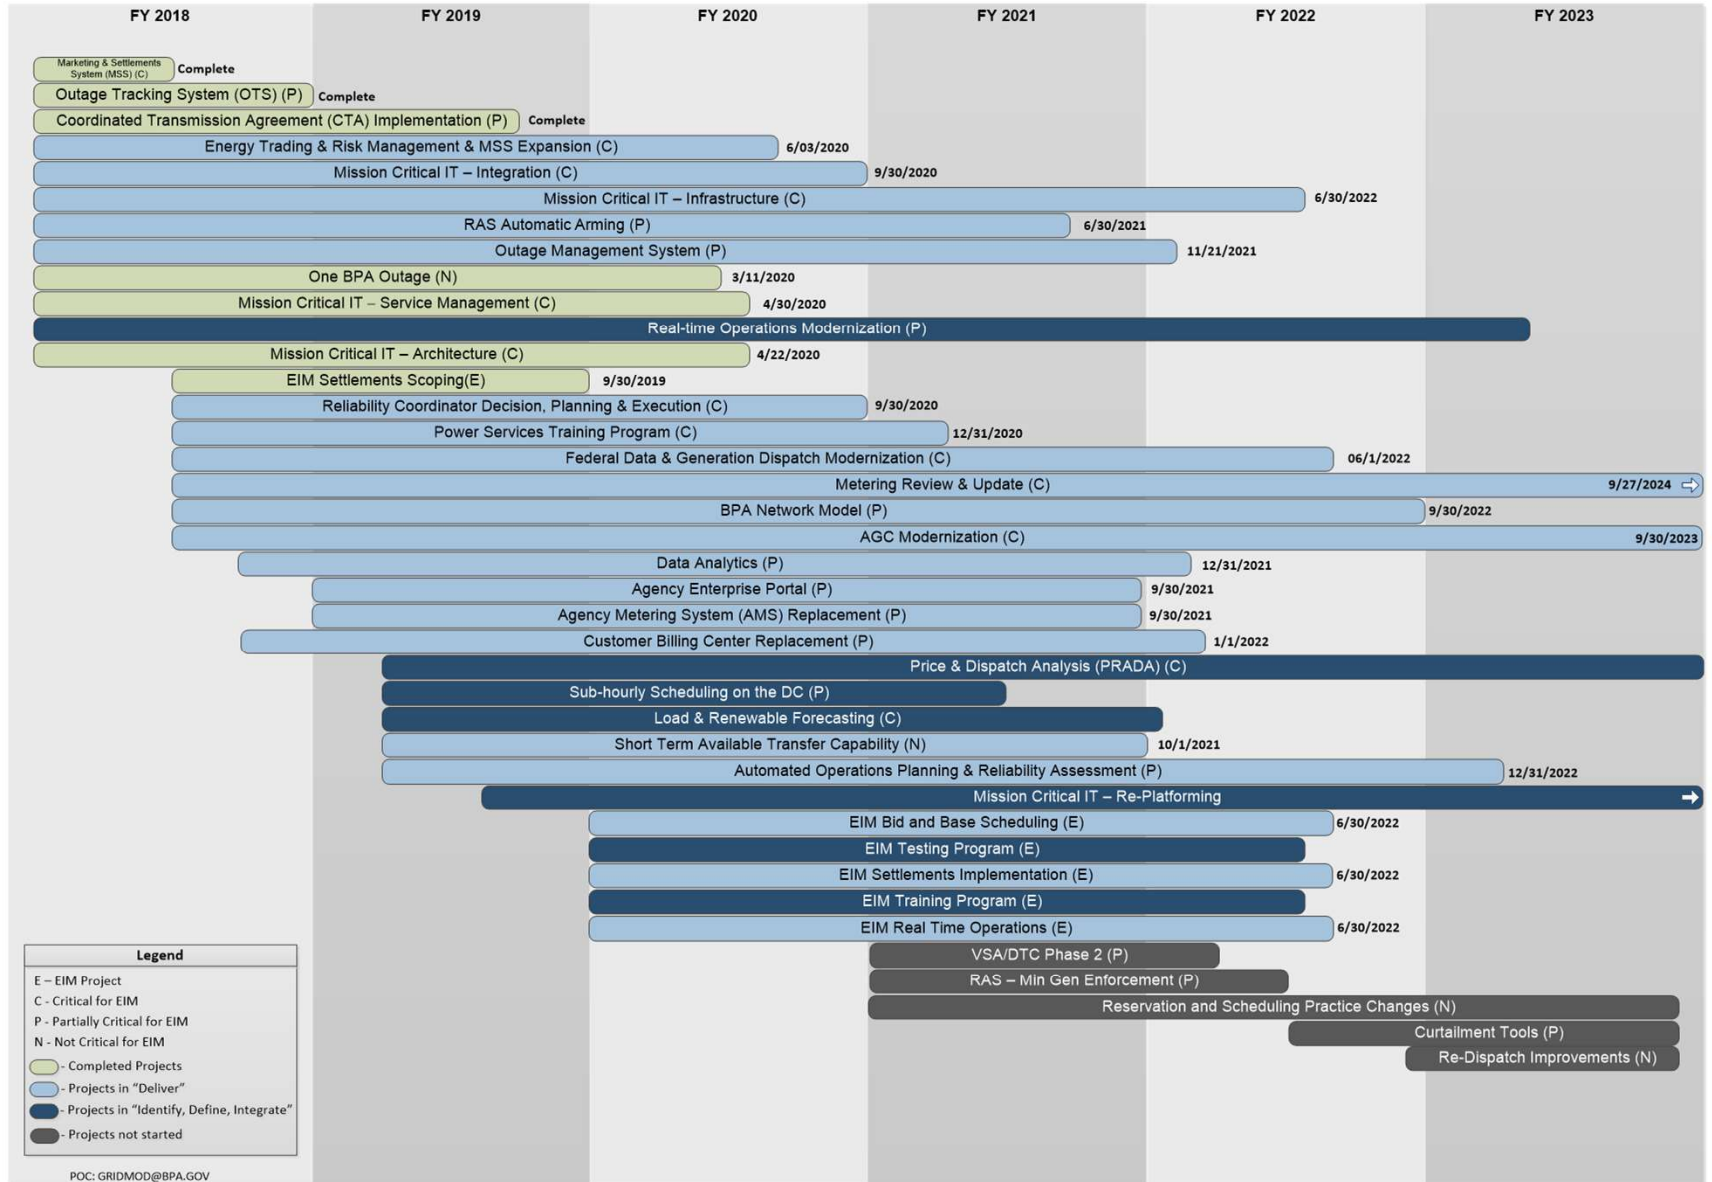 FY 2018 FY 2019 FY 2020 FY 2021 FY 2022 FY 2023
Marketing & Settlements
System (MSS) (C) Complete
Outage Tracking System (OTS) (P) Complete
Coordinated Transmission Agreement (CTA) Implementation (P) Complete
Energy Trading & Risk Management & MSS Expansion (C) 6/03/2020
Mission Critical IT – Integration (C) 9/30/2020
Mission Critical IT – Infrastructure (C) 6/30/2022
RAS Automatic Arming (P) 6/30/2021
Outage Management System (P) 11/21/2021
One BPA Outage (N) 3/11/2020
Mission Critical IT – Service Management (C) 4/30/2020
Real-time Operations Modernization (P)
Mission Critical IT – Architecture (C) 4/22/2020
EIM Settlements Scoping(E) 9/30/2019
Reliability Coordinator Decision, Planning & Execution (C) 9/30/2020
Power Services Training Program (C) 12/31/2020
Federal Data & Generation Dispatch Modernization (C) 06/1/2022
Metering Review & Update (C) 9/27/2024
BPA Network Model (P) 9/30/2022
AGC Modernization (C) 9/30/2023
Data Analytics (P) 12/31/2021
Agency Enterprise Portal (P) 9/30/2021
Agency Metering System (AMS) Replacement (P) 9/30/2021
Customer Billing Center Replacement (P) 1/1/2022
Price & Dispatch Analysis (PRADA) (C)
Sub-hourly Scheduling on the DC (P)
Load & Renewable Forecasting (C)
Short Term Available Transfer Capability (N) 10/1/2021
Automated Operations Planning & Reliability Assessment (P) 12/31/2022
Mission Critical IT – Re-Platforming
EIM Bid and Base Scheduling (E) 6/30/2022
EIM Testing Program (E)
EIM Settlements Implementation (E) 6/30/2022
EIM Training Program (E)
EIM Real Time Operations (E) 6/30/2022
VSA/DTC Phase 2 (P)
RAS – Min Gen Enforcement (P)
Reservation and Scheduling Practice Changes (N)
Curtailment Tools (P)
Re-Dispatch Improvements (N)
Legend
E – EIM Project
C - Critical for EIM
P - Partially Critical for EIM
N - Not Critical for EIM
- Completed Projects
- Projects in “Deliver”
- Projects in “Identify, Define, Integrate”
- Projects not started
POC: GRIDMOD@BPA.GOV